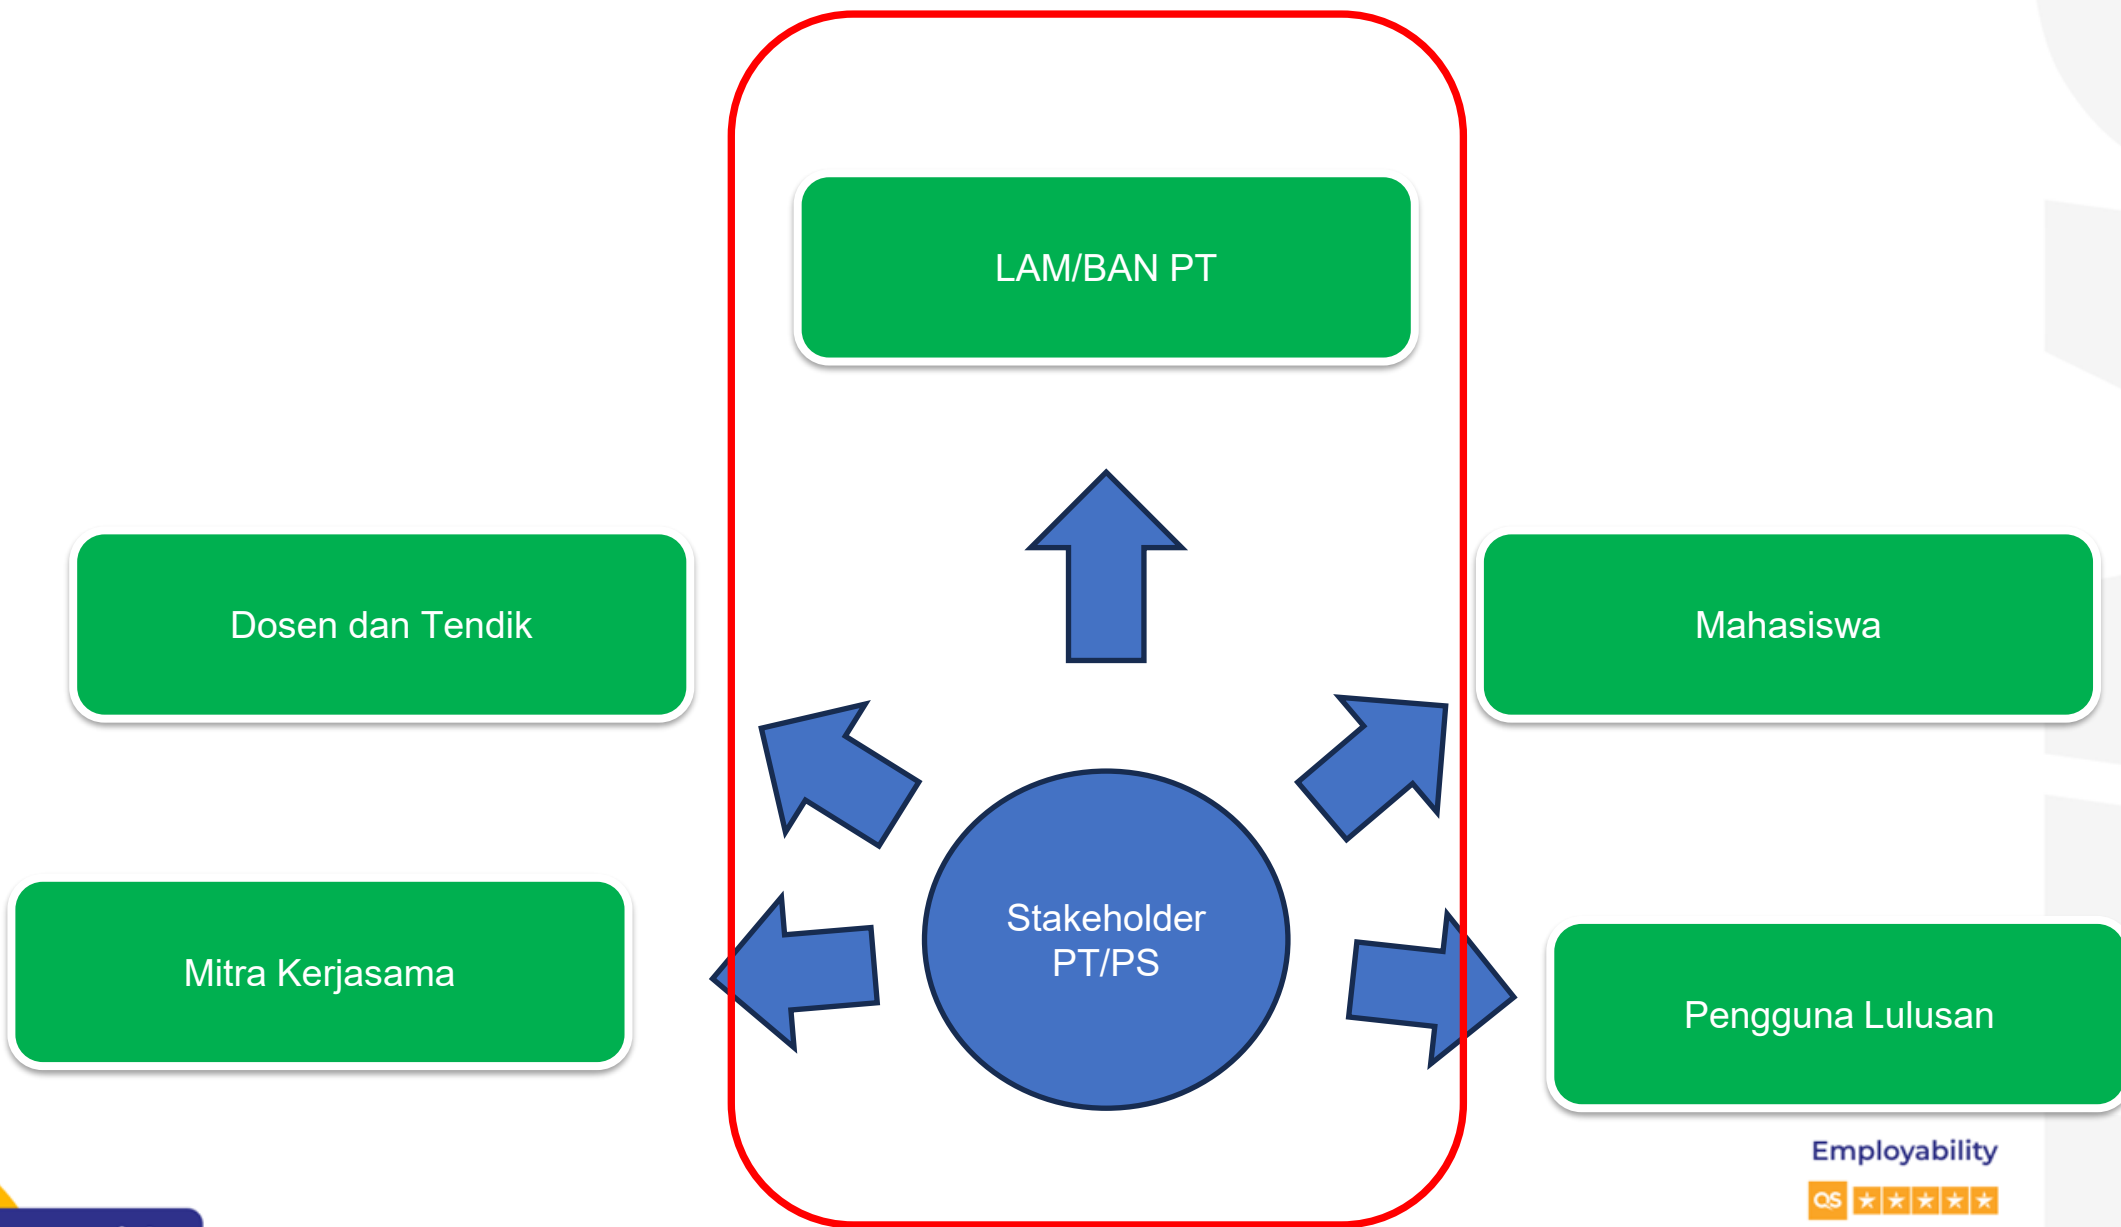 LAM/BAN PT
Dosen dan Tendik
Mahasiswa
Stakeholder
PT/PS
Mitra Kerjasama
Pengguna Lulusan
Employability
QS